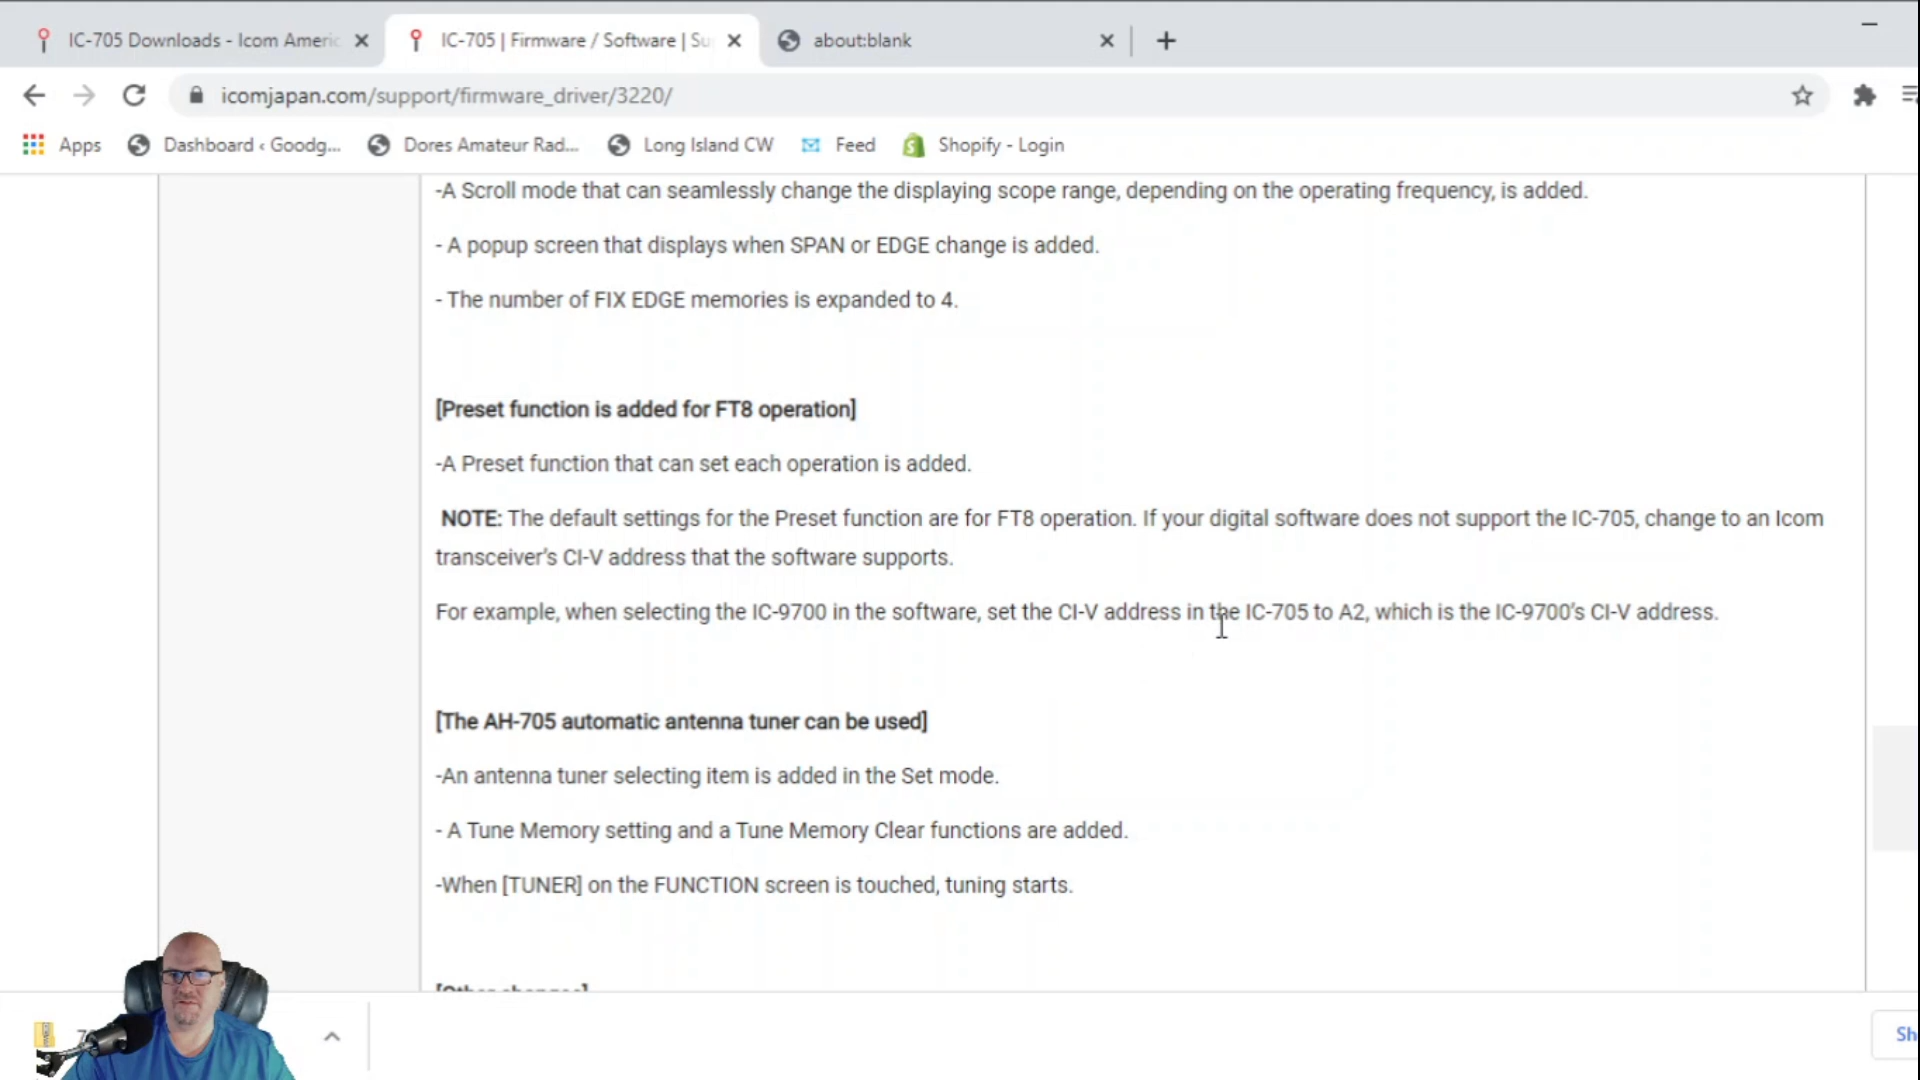 IC-705 Downloads - Icom Americ
IC-705 | Firmware / Software | Su
about:blank
icomjapan.com/support/firmware_driver/3220/
Apps
Dashboard ‹ Goodg...
Dores Amateur Rad...
Long Island CW
Feed
Shopify - Login
-A Scroll mode that can seamlessly change the displaying scope range, depending on the operating frequency, is added.
- A popup screen that displays when SPAN or EDGE change is added.
- The number of FIX EDGE memories is expanded to 4.
[Preset function is added for FT8 operation]
-A Preset function that can set each operation is added.
NOTE: The default settings for the Preset function are for FT8 operation. If your digital software does not support the IC-705, change to an Icom
transceiver's CI-V address that the software supports.
For example, when selecting the IC-9700 in the software, set the CI-V address in the IC-705 to A2, which is the IC-9700's CI-V address.
[The AH-705 automatic antenna tuner can be used]
-An antenna tuner selecting item is added in the Set mode.
- A Tune Memory setting and a Tune Memory Clear functions are added.
-When [TUNER] on the FUNCTION screen is touched, tuning starts.
[Other changes]
Sh